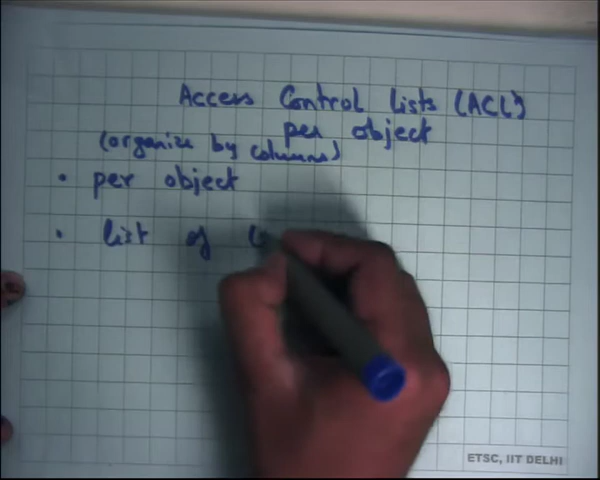 Access Control Lists (ACL)
per object
(organize by columns)
• per object
• list of (
ETSC, IIT DELHI